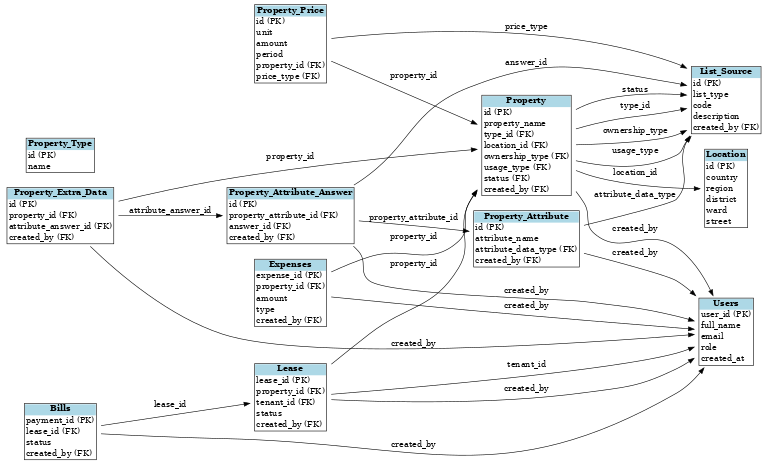 Property_Price
id (PK)
unit
amount
period
property_id (FK)
price_type (FK)
Property_Type
id (PK)
name
Property_Extra_Data
id (PK)
property_id (FK)
attribute_answer_id (FK)
created_by (FK)
Property_Attribute_Answer
id (PK)
property_attribute_id (FK)
answer_id (FK)
created_by (FK)
Expenses
expense_id (PK)
property_id (FK)
amount
type
created_by (FK)
Lease
lease_id (PK)
property_id (FK)
tenant_id (FK)
status
created_by (FK)
Bills
payment_id (PK)
lease_id (FK)
status
created_by (FK)
Property
id (PK)
property_name
type_id (FK)
location_id (FK)
ownership_type (FK)
usage_type (FK)
status (FK)
created_by (FK)
Property_Attribute
id (PK)
attribute_name
attribute_data_type (FK)
created_by (FK)
List_Source
id (PK)
list_type
code
description
created_by (FK)
Location
id (PK)
country
region
district
ward
street
Users
user_id (PK)
full_name
email
role
created_at
price_type
property_id
answer_id
property_id
attribute_answer_id
property_attribute_id
property_id
property_id
status
type_id
ownership_type
usage_type
location_id
attribute_data_type
created_by
created_by
created_by
created_by
created_by
tenant_id
created_by
lease_id
created_by